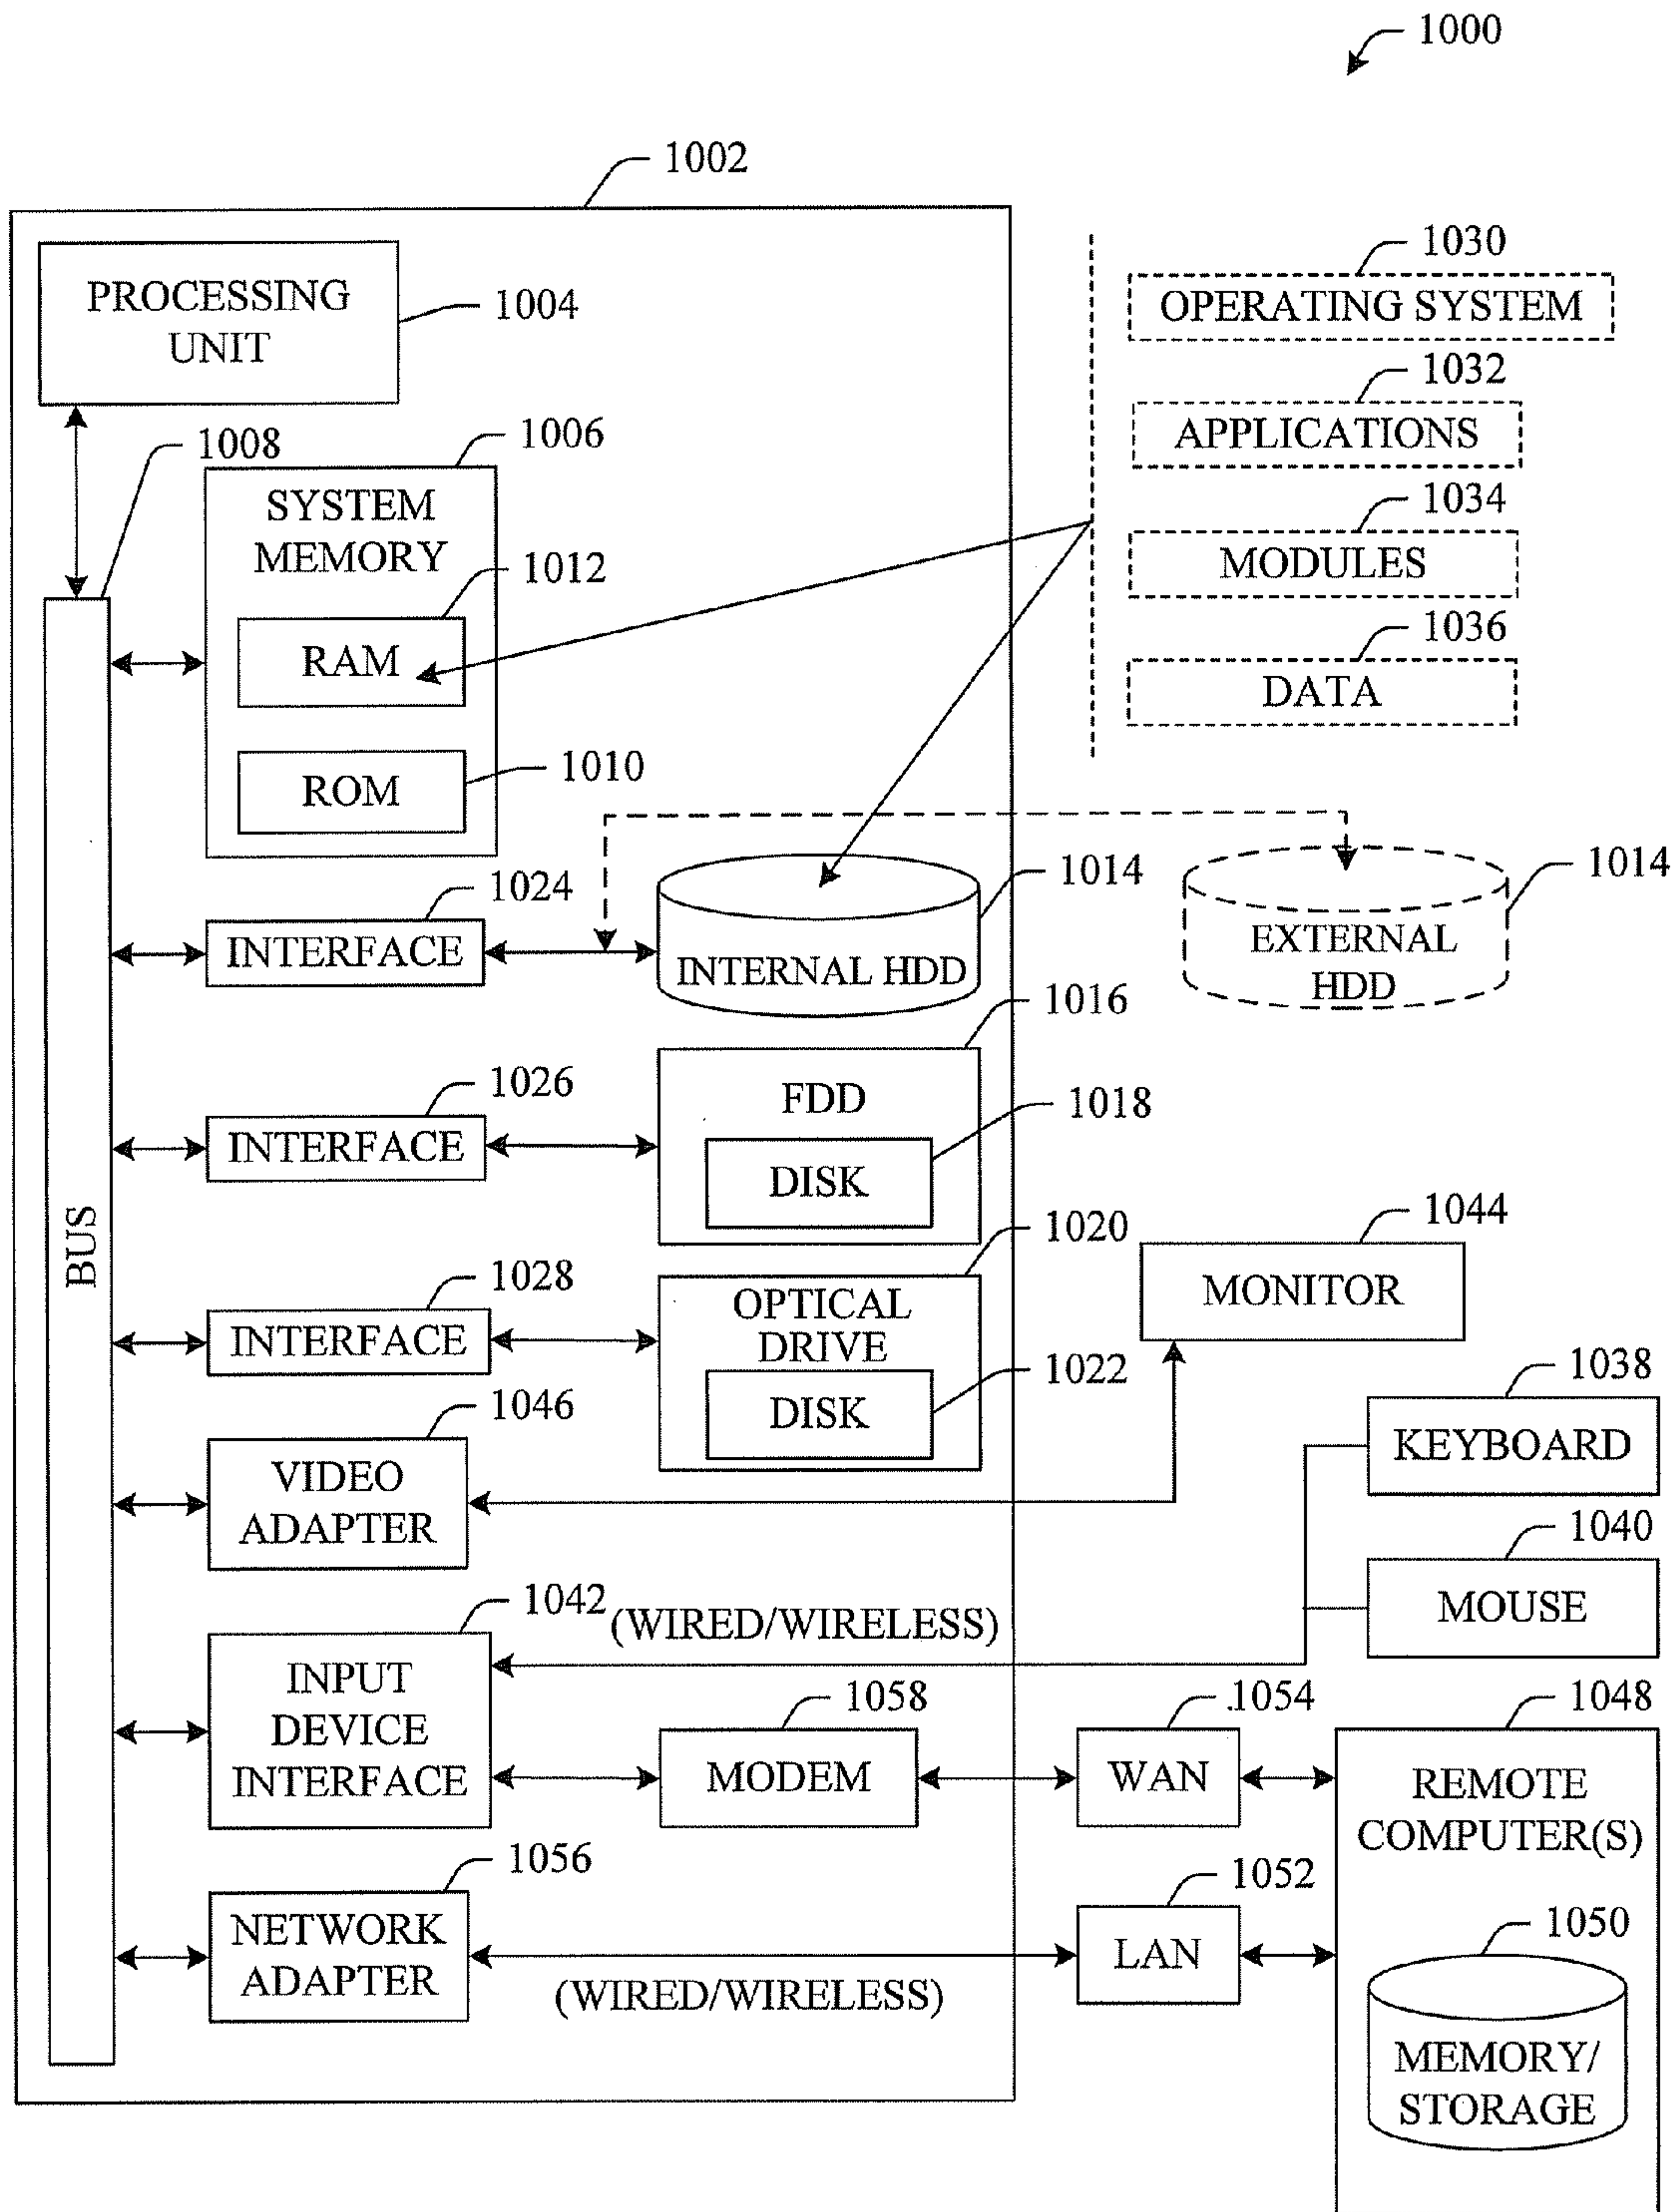 1000
1002
PROCESSING
UNIT
1004
1030
OPERATING SYSTEM
1032
APPLICATIONS
1034
MODULES
1036
DATA
1008
1006
SYSTEM
MEMORY
1012
RAM
1010
ROM
1024
INTERFACE
1014
INTERNAL HDD
1014
EXTERNAL
HDD
1026
INTERFACE
1016
FDD
1018
DISK
BUS
1028
INTERFACE
1020
OPTICAL
DRIVE
1022
DISK
1044
MONITOR
1046
VIDEO
ADAPTER
1038
KEYBOARD
1040
MOUSE
1042
(WIRED/WIRELESS)
INPUT
DEVICE
INTERFACE
1058
MODEM
1054
WAN
1048
REMOTE
COMPUTER(S)
1056
NETWORK
ADAPTER
(WIRED/WIRELESS)
1052
LAN
1050
MEMORY/
STORAGE